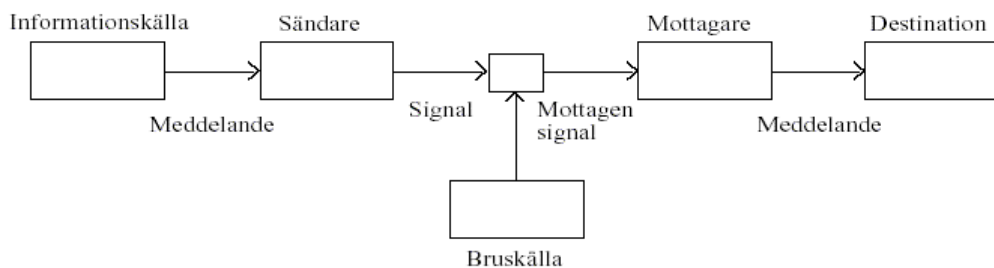 Informationskälla
Sändare
Mottagare
Destination
Meddelande
Signal
Mottagen
signal
Meddelande
Bruskälla